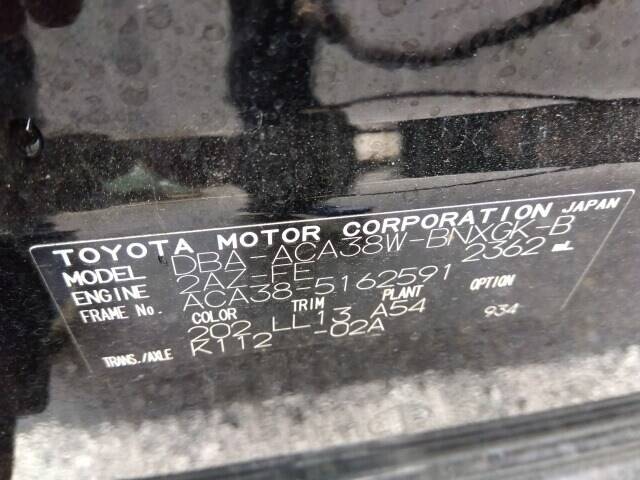 TOYOTA MOTOR CORPORATION JAPAN
MODEL DBA-ACA38W-BNXGK-B
ENGINE 2AZ-FE 2362 mL
FRAME No. ACA38-5162591
COLOR TRIM PLANT OPTION
202 LL13 A54 934
TRANS./AXLE K112 -02A